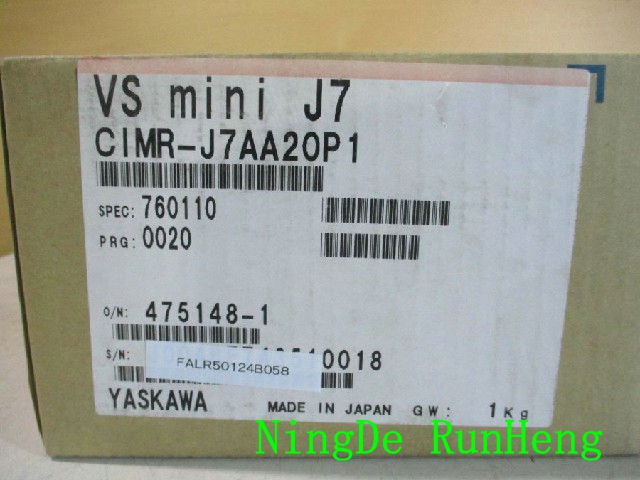 VS mini J7
CIMR-J7AA20P1
SPEC: 760110
PRG: 0020
O/N: 475148-1
S/N: 0018
FALR50124B058
YASKAWA MADE IN JAPAN GW: 1Kg
NingDe RunHeng